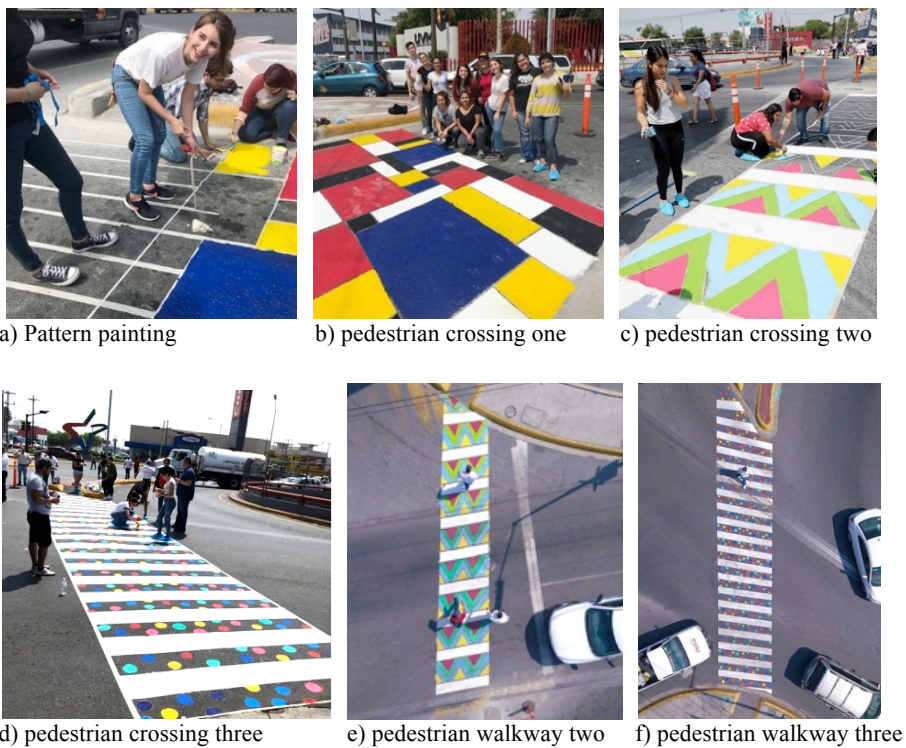 a) Pattern painting
b) pedestrian crossing one
c) pedestrian crossing two
d) pedestrian crossing three
e) pedestrian walkway two
f) pedestrian walkway three